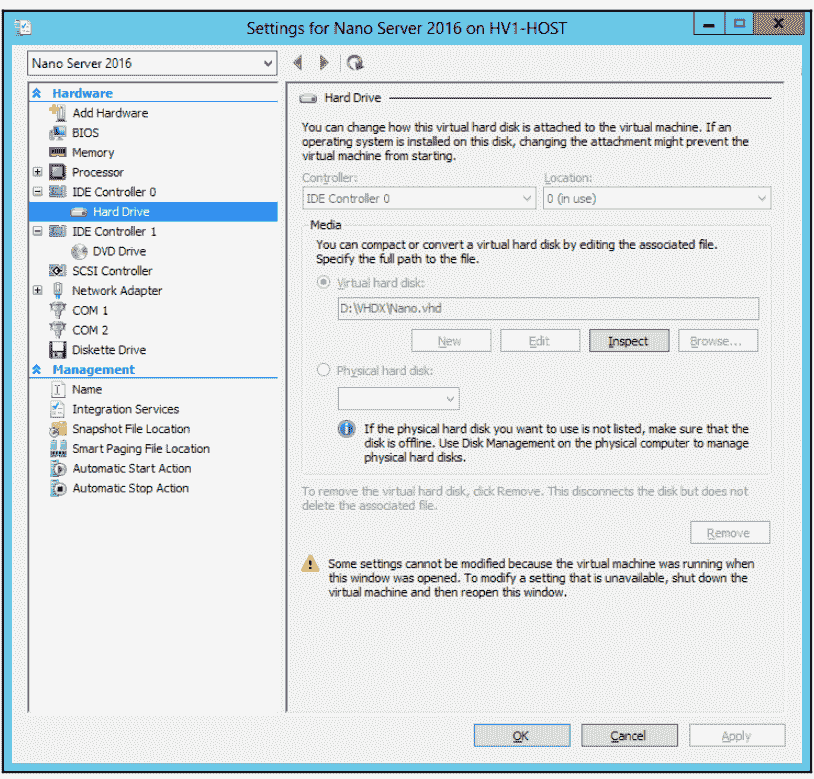 Settings for Nano Server 2016 on HV1-HOST
Nano Server 2016
Hardware
Add Hardware
BIOS
Memory
Processor
IDE Controller 0
Hard Drive
IDE Controller 1
DVD Drive
SCSI Controller
Network Adapter
COM 1
COM 2
Diskette Drive
Management
Name
Integration Services
Snapshot File Location
Smart Paging File Location
Automatic Start Action
Automatic Stop Action
Hard Drive
You can change how this virtual hard disk is attached to the virtual machine. If an
operating system is installed on this disk, changing the attachment might prevent the
virtual machine from starting.
Controller: Location:
IDE Controller 0 0 (in use)
Media
You can compact or convert a virtual hard disk by editing the associated file.
Specify the full path to the file.
Virtual hard disk:
D:\VHDX\Nano.vhd
New Edit Inspect Browse...
Physical hard disk:
If the physical hard disk you want to use is not listed, make sure that the
disk is offline. Use Disk Management on the physical computer to manage
physical hard disks.
To remove the virtual hard disk, click Remove. This disconnects the disk but does not
delete the associated file.
Remove
Some settings cannot be modified because the virtual machine was running when
this window was opened. To modify a setting that is unavailable, shut down the
virtual machine and then reopen this window.
OK Cancel Apply